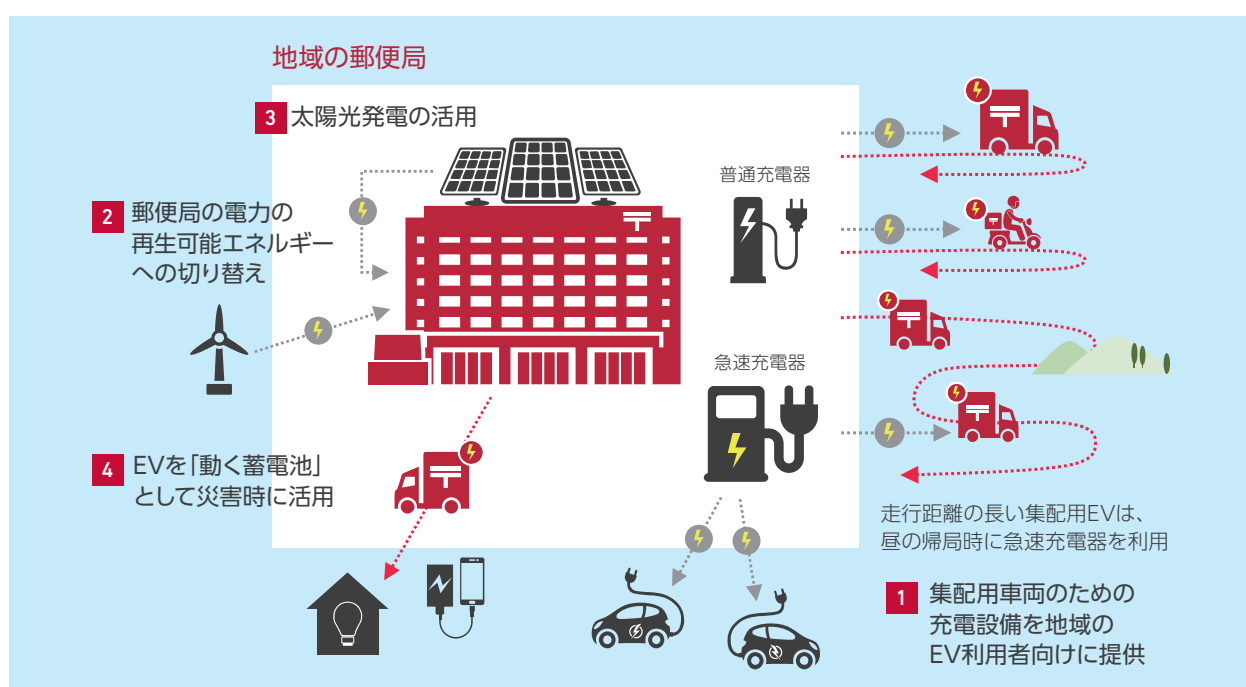 地域の郵便局
3 太陽光発電の活用
2 郵便局の電力の
再生可能エネルギー
への切り替え
普通充電器
急速充電器
4 EVを「動く蓄電池」
として災害時に活用
走行距離の長い集配用EVは、
昼の帰局時に急速充電器を利用
1 集配用車両のための
充電設備を地域の
EV利用者向けに提供